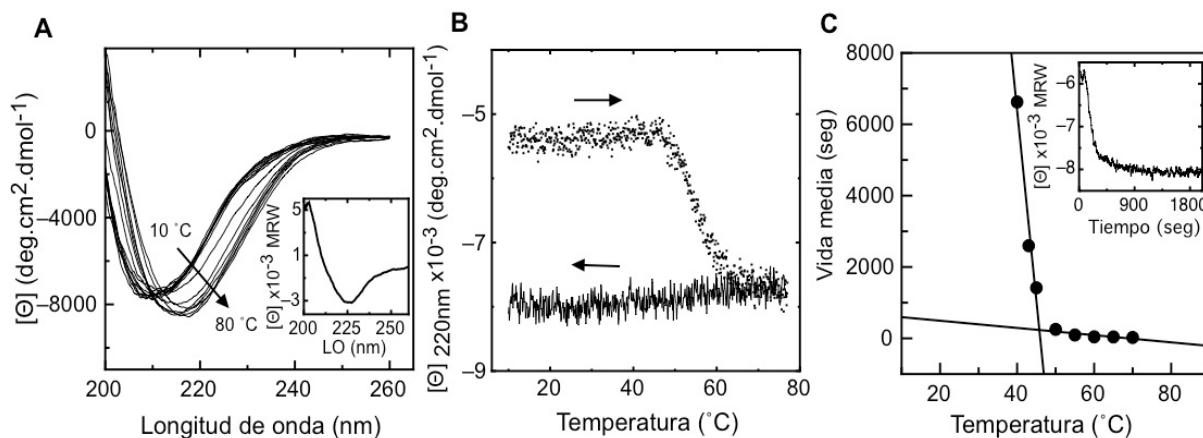 A
[Θ] (deg.cm².dmol⁻¹)
0
−4000
−8000
200
220
240
260
Longitud de onda (nm)
10 ˚C
80 ˚C
[Θ] x10⁻³ MRW
5
1
−3
200
225
250
LO (nm)
B
[Θ] 220nm x10⁻³ (deg.cm².dmol⁻¹)
−5
−7
−9
20
40
60
80
Temperatura (˚C)
C
Vida media (seg)
8000
6000
4000
2000
0
20
40
60
80
Temperatura (˚C)
[Θ] x10⁻³ MRW
−6
−7
−8
0
900
1800
Tiempo (seg)